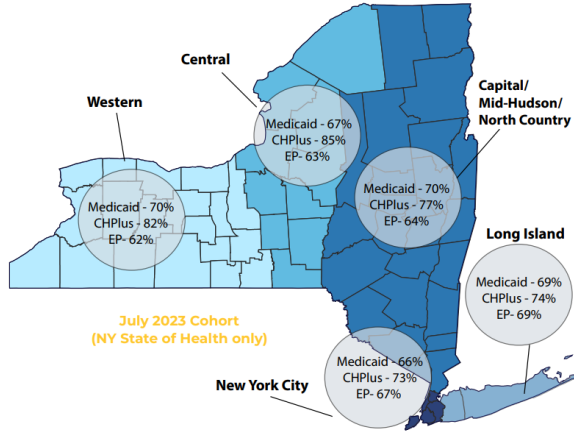 Central
Medicaid - 67%
CHPlus - 85%
EP- 63%
Western
Medicaid - 70%
CHPlus - 82%
EP- 62%
Capital/
Mid-Hudson/
North Country
Medicaid - 70%
CHPlus - 77%
EP- 64%
Long Island
Medicaid - 69%
CHPlus - 74%
EP- 69%
July 2023 Cohort
(NY State of Health only)
New York City
Medicaid - 66%
CHPlus - 73%
EP- 67%